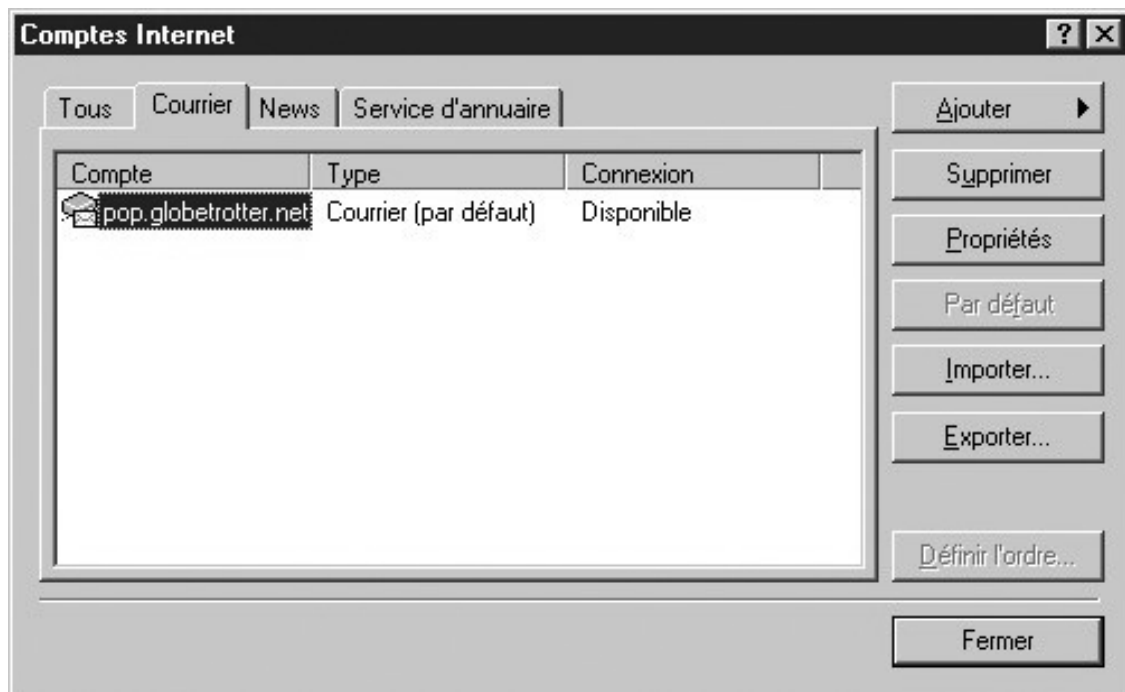 Comptes Internet
Tous Courrier News Service d'annuaire
Ajouter
Compte Type Connexion
Supprimer
pop.globetrotter.net Courrier (par défaut) Disponible
Propriétés
Par défaut
Importer...
Exporter...
Définir l'ordre...
Fermer